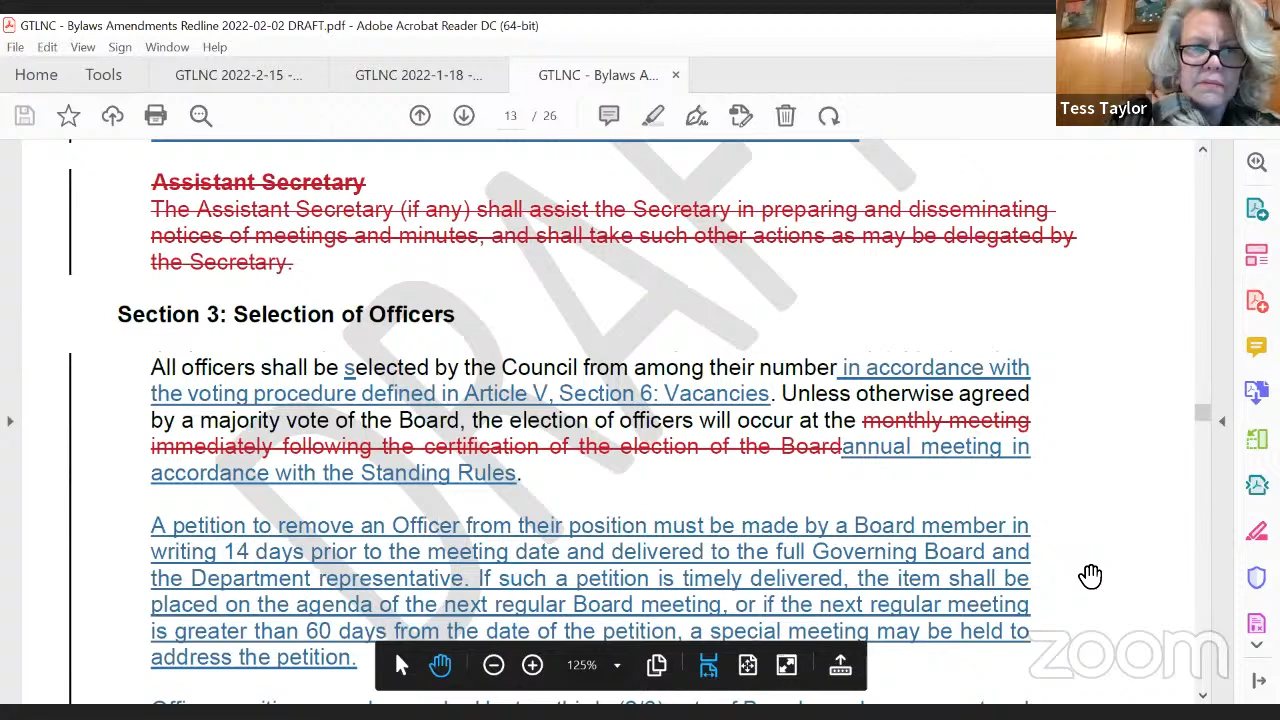 GTLNC - Bylaws Amendments Redline 2022-02-02 DRAFT.pdf - Adobe Acrobat Reader DC (64-bit)
File Edit View Sign Window Help
Home Tools GTLNC 2022-2-15 -... GTLNC 2022-1-18 -... GTLNC - Bylaws A... ×
13 / 26
Tess Taylor
DRAFT
Assistant Secretary
The Assistant Secretary (if any) shall assist the Secretary in preparing and disseminating
notices of meetings and minutes, and shall take such other actions as may be delegated by
the Secretary.
Section 3: Selection of Officers
All officers shall be selected by the Council from among their number in accordance with
the voting procedure defined in Article V, Section 6: Vacancies. Unless otherwise agreed
by a majority vote of the Board, the election of officers will occur at the monthly meeting
immediately following the certification of the election of the Boardannual meeting in
accordance with the Standing Rules.
A petition to remove an Officer from their position must be made by a Board member in
writing 14 days prior to the meeting date and delivered to the full Governing Board and
the Department representative. If such a petition is timely delivered, the item shall be
placed on the agenda of the next regular Board meeting, or if the next regular meeting
is greater than 60 days from the date of the petition, a special meeting may be held to
address the petition.
125%
zoom